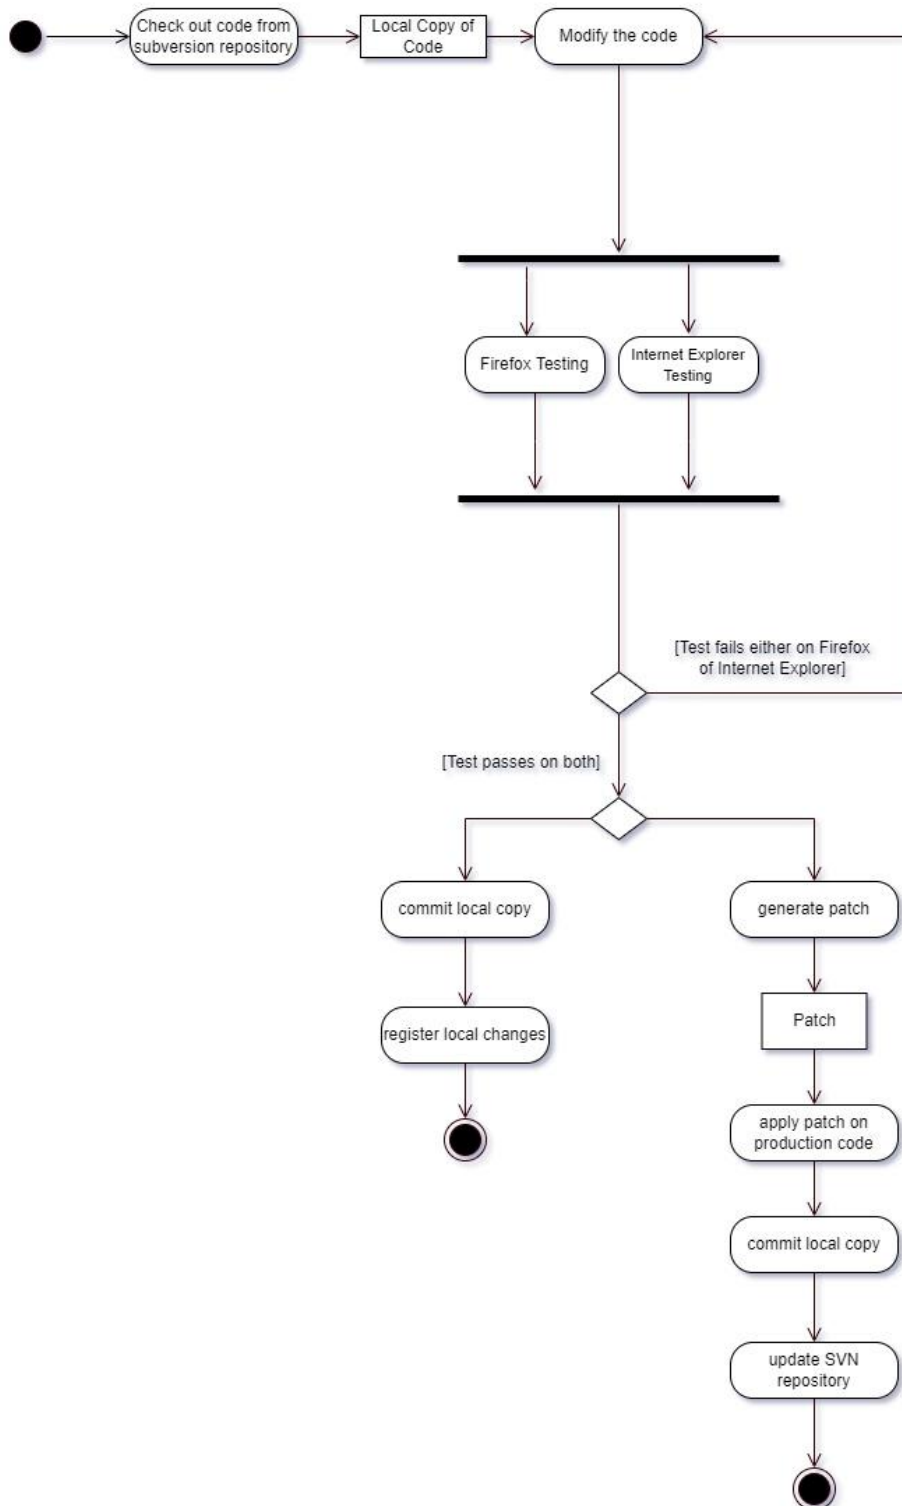 Check out code from
subversion repository
Local Copy of
Code
Modify the code
Firefox Testing
Internet Explorer
Testing
[Test fails either on Firefox
of Internet Explorer]
[Test passes on both]
commit local copy
generate patch
register local changes
Patch
apply patch on
production code
commit local copy
update SVN
repository